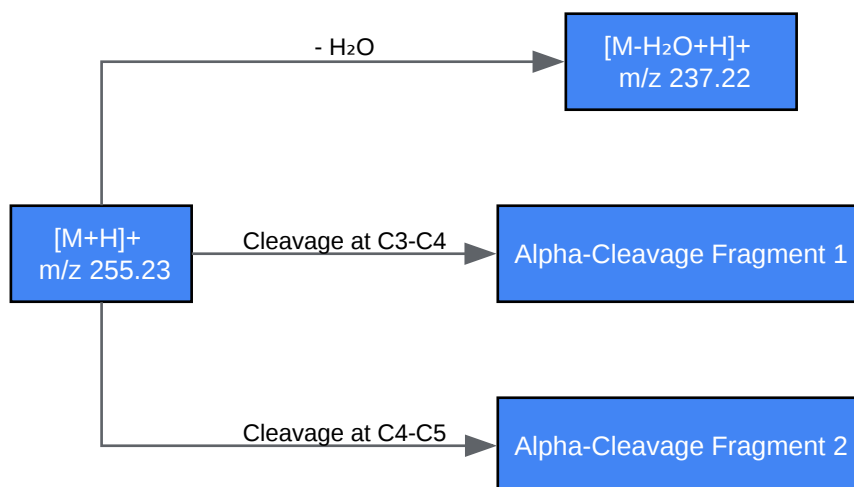 - H₂O
[M-H₂O+H]+
m/z 237.22
[M+H]+
m/z 255.23
Cleavage at C3-C4
Alpha-Cleavage Fragment 1
Cleavage at C4-C5
Alpha-Cleavage Fragment 2